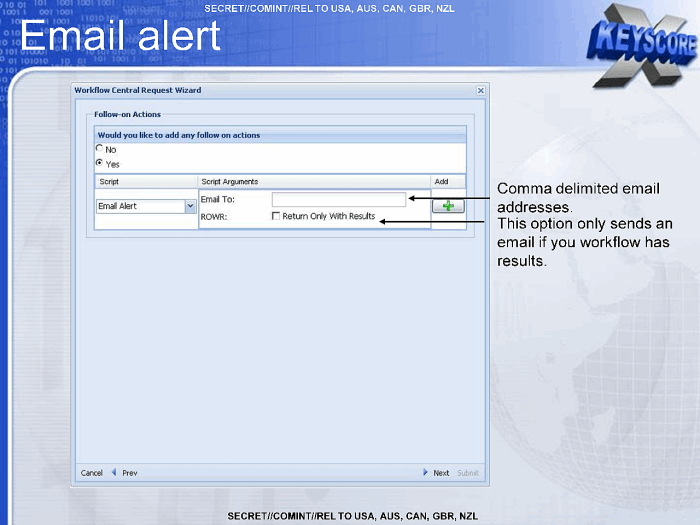 SECRET//COMINT//REL TO USA, AUS, CAN, GBR, NZL
Email alert
XKEYSCORE
Workflow Central Request Wizard
Follow-on Actions
Would you like to add any follow on actions
No
Yes
Script Script Arguments Add
Email Alert
Email To:
ROWR: Return Only With Results
Comma delimited email
addresses.
This option only sends an
email if you workflow has
results.
Cancel Prev Next Submit
SECRET//COMINT//REL TO USA, AUS, CAN, GBR, NZL